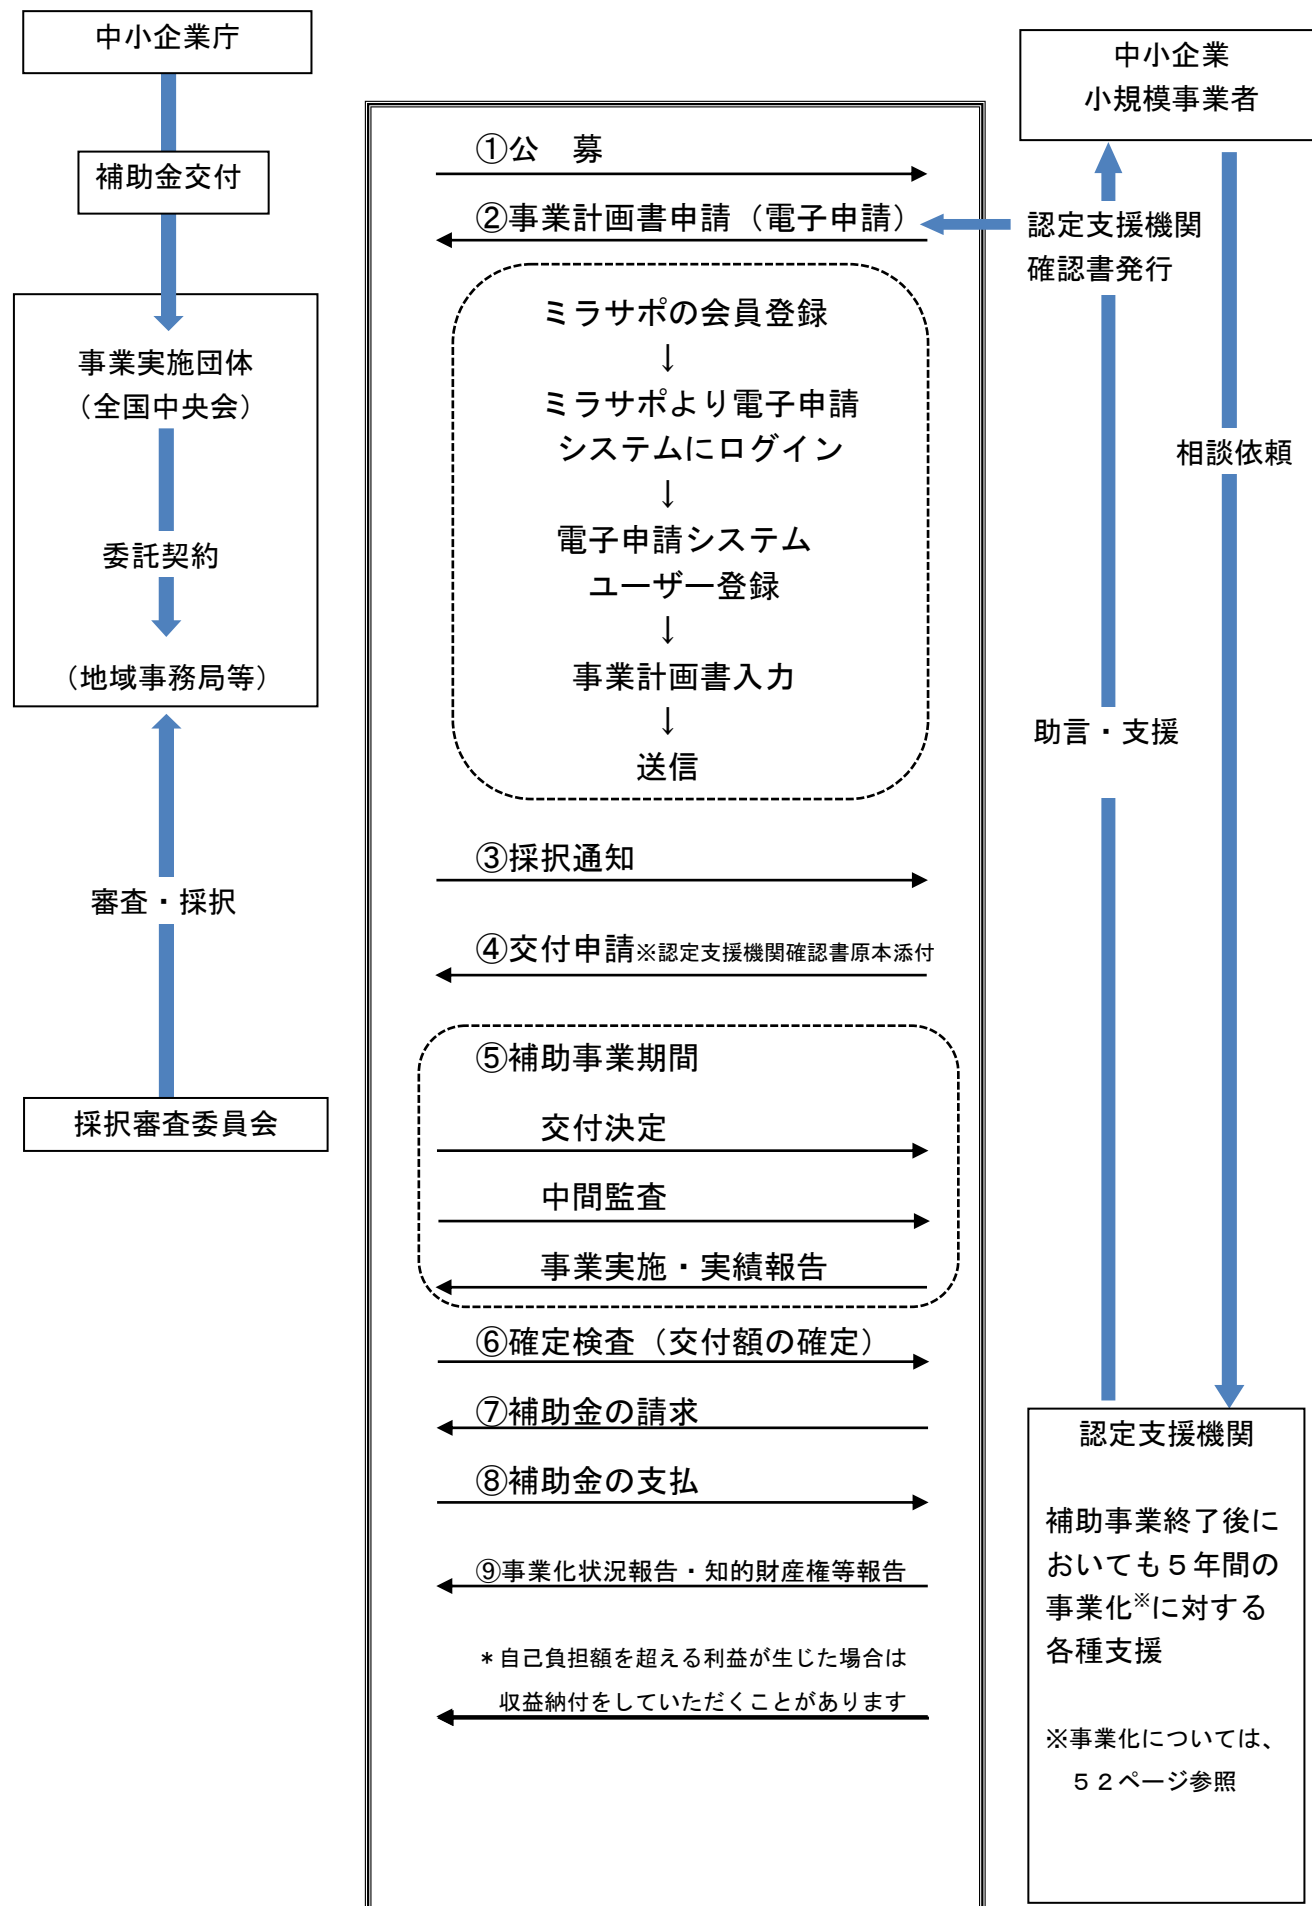 中小企業庁
補助金交付
事業実施団体
（全国中央会）
委託契約
（地域事務局等）
審査・採択
採択審査委員会
①公　募
②事業計画書申請（電子申請）
ミラサポの会員登録
↓
ミラサポより電子申請
システムにログイン
↓
電子申請システム
ユーザー登録
↓
事業計画書入力
↓
送信
③採択通知
④交付申請※認定支援機関確認書原本添付
⑤補助事業期間
交付決定
中間監査
事業実施・実績報告
⑥確定検査（交付額の確定）
⑦補助金の請求
⑧補助金の支払
⑨事業化状況報告・知的財産権等報告
＊自己負担額を超える利益が生じた場合は
収益納付をしていただくことがあります
中小企業
小規模事業者
認定支援機関
確認書発行
相談依頼
助言・支援
認定支援機関
補助事業終了後に
おいても５年間の
事業化※に対する
各種支援
※事業化については、
５２ページ参照